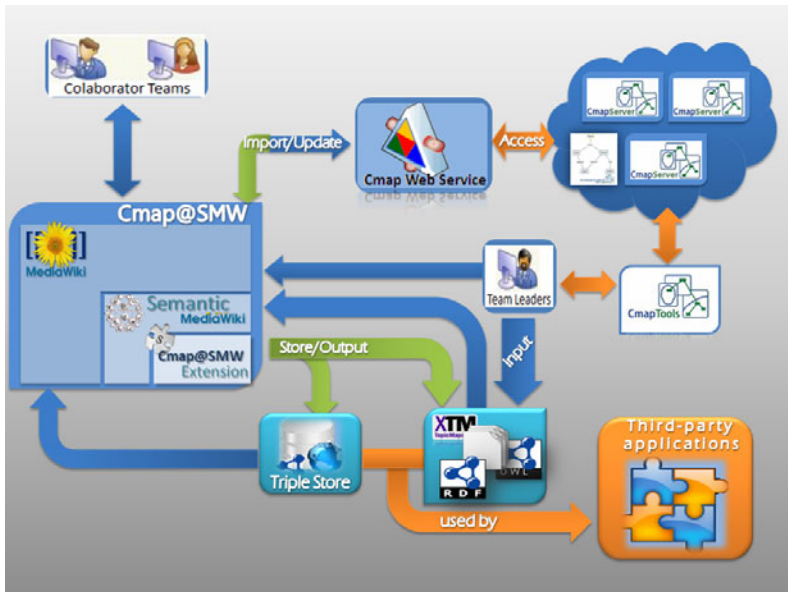 Colaborator Teams
Import/Update
Cmap Web Service
Access
CmapServer
CmapServer
CmapServer
Cmap@SMW
[[ ]]
MediaWiki
Semantic
MediaWiki
S
Cmap@SMW
Extension
Team Leaders
CmapTools
Store/Output
Input
Triple Store
XTM
TopicMaps
RDF
OWL
used by
Third-party
applications